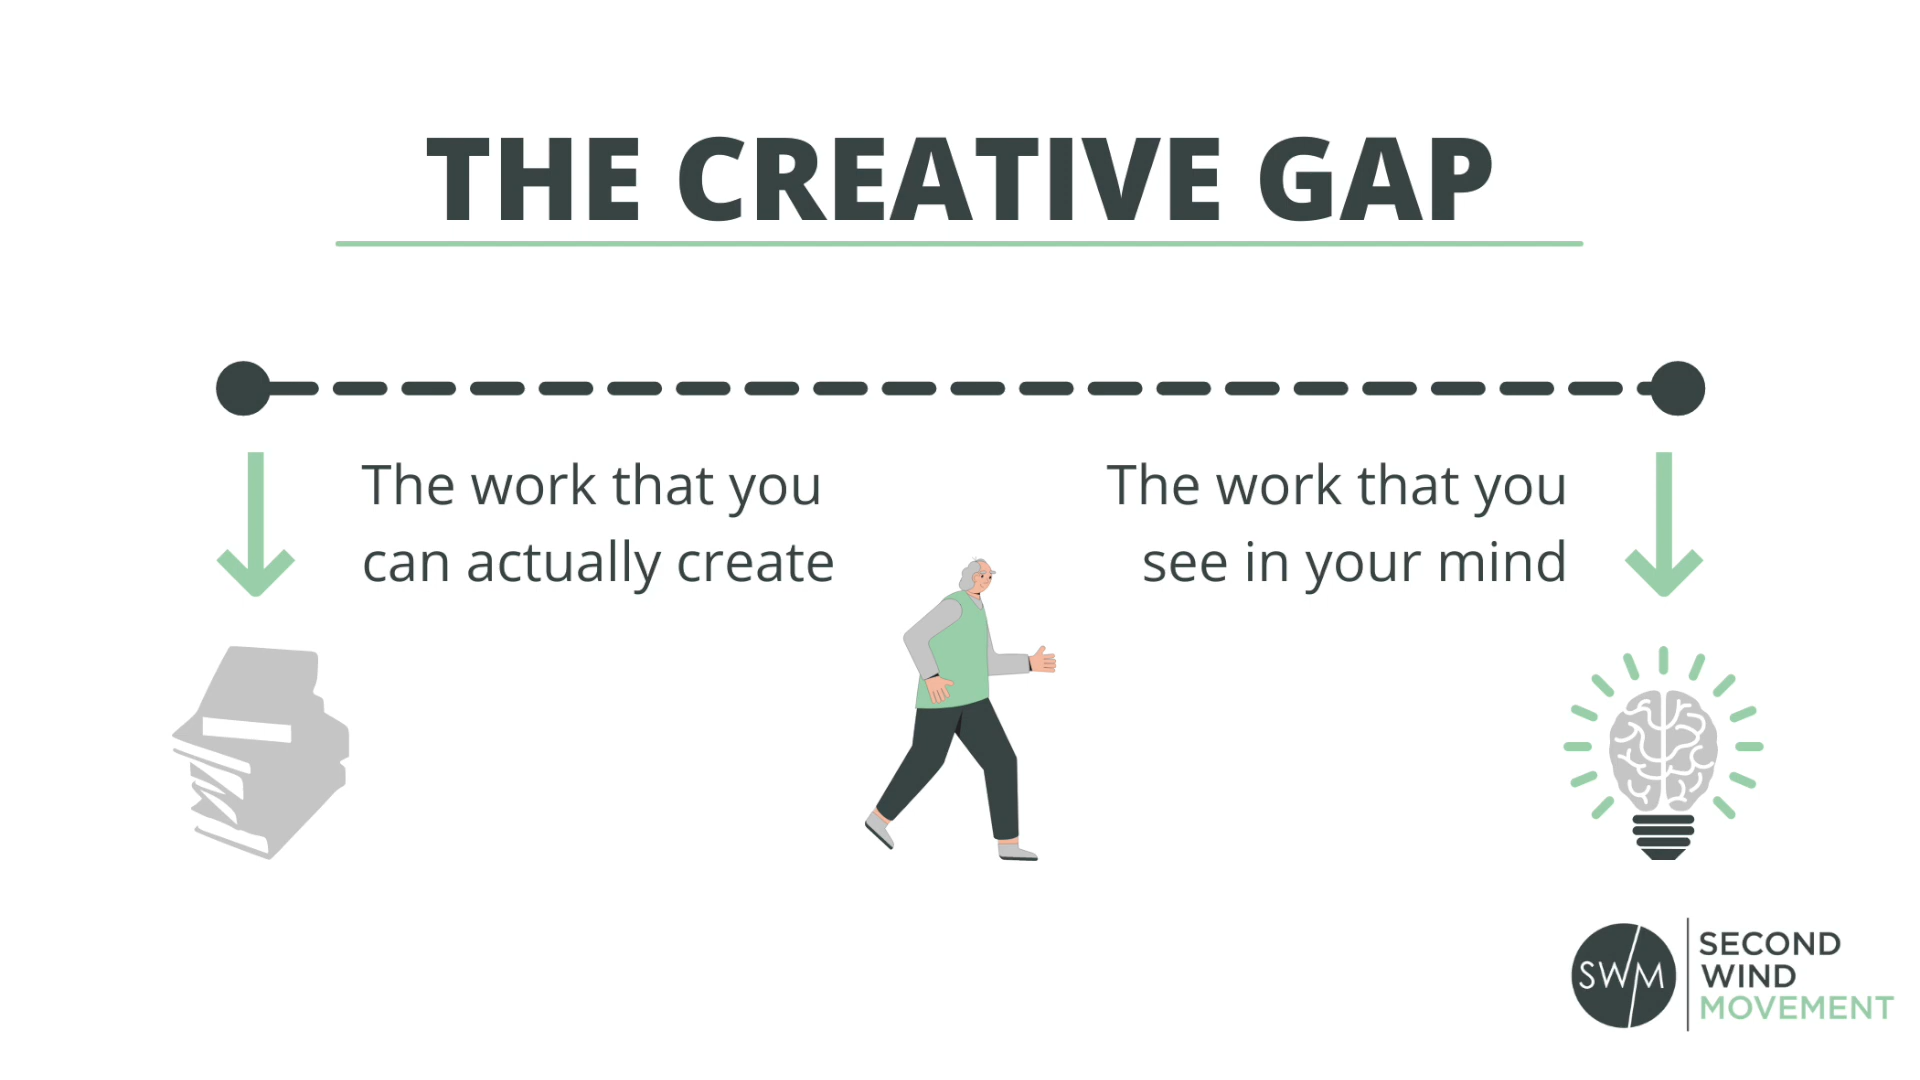 THE CREATIVE GAP
The work that you
can actually create
The work that you
see in your mind
SWM
SECOND
WIND
MOVEMENT